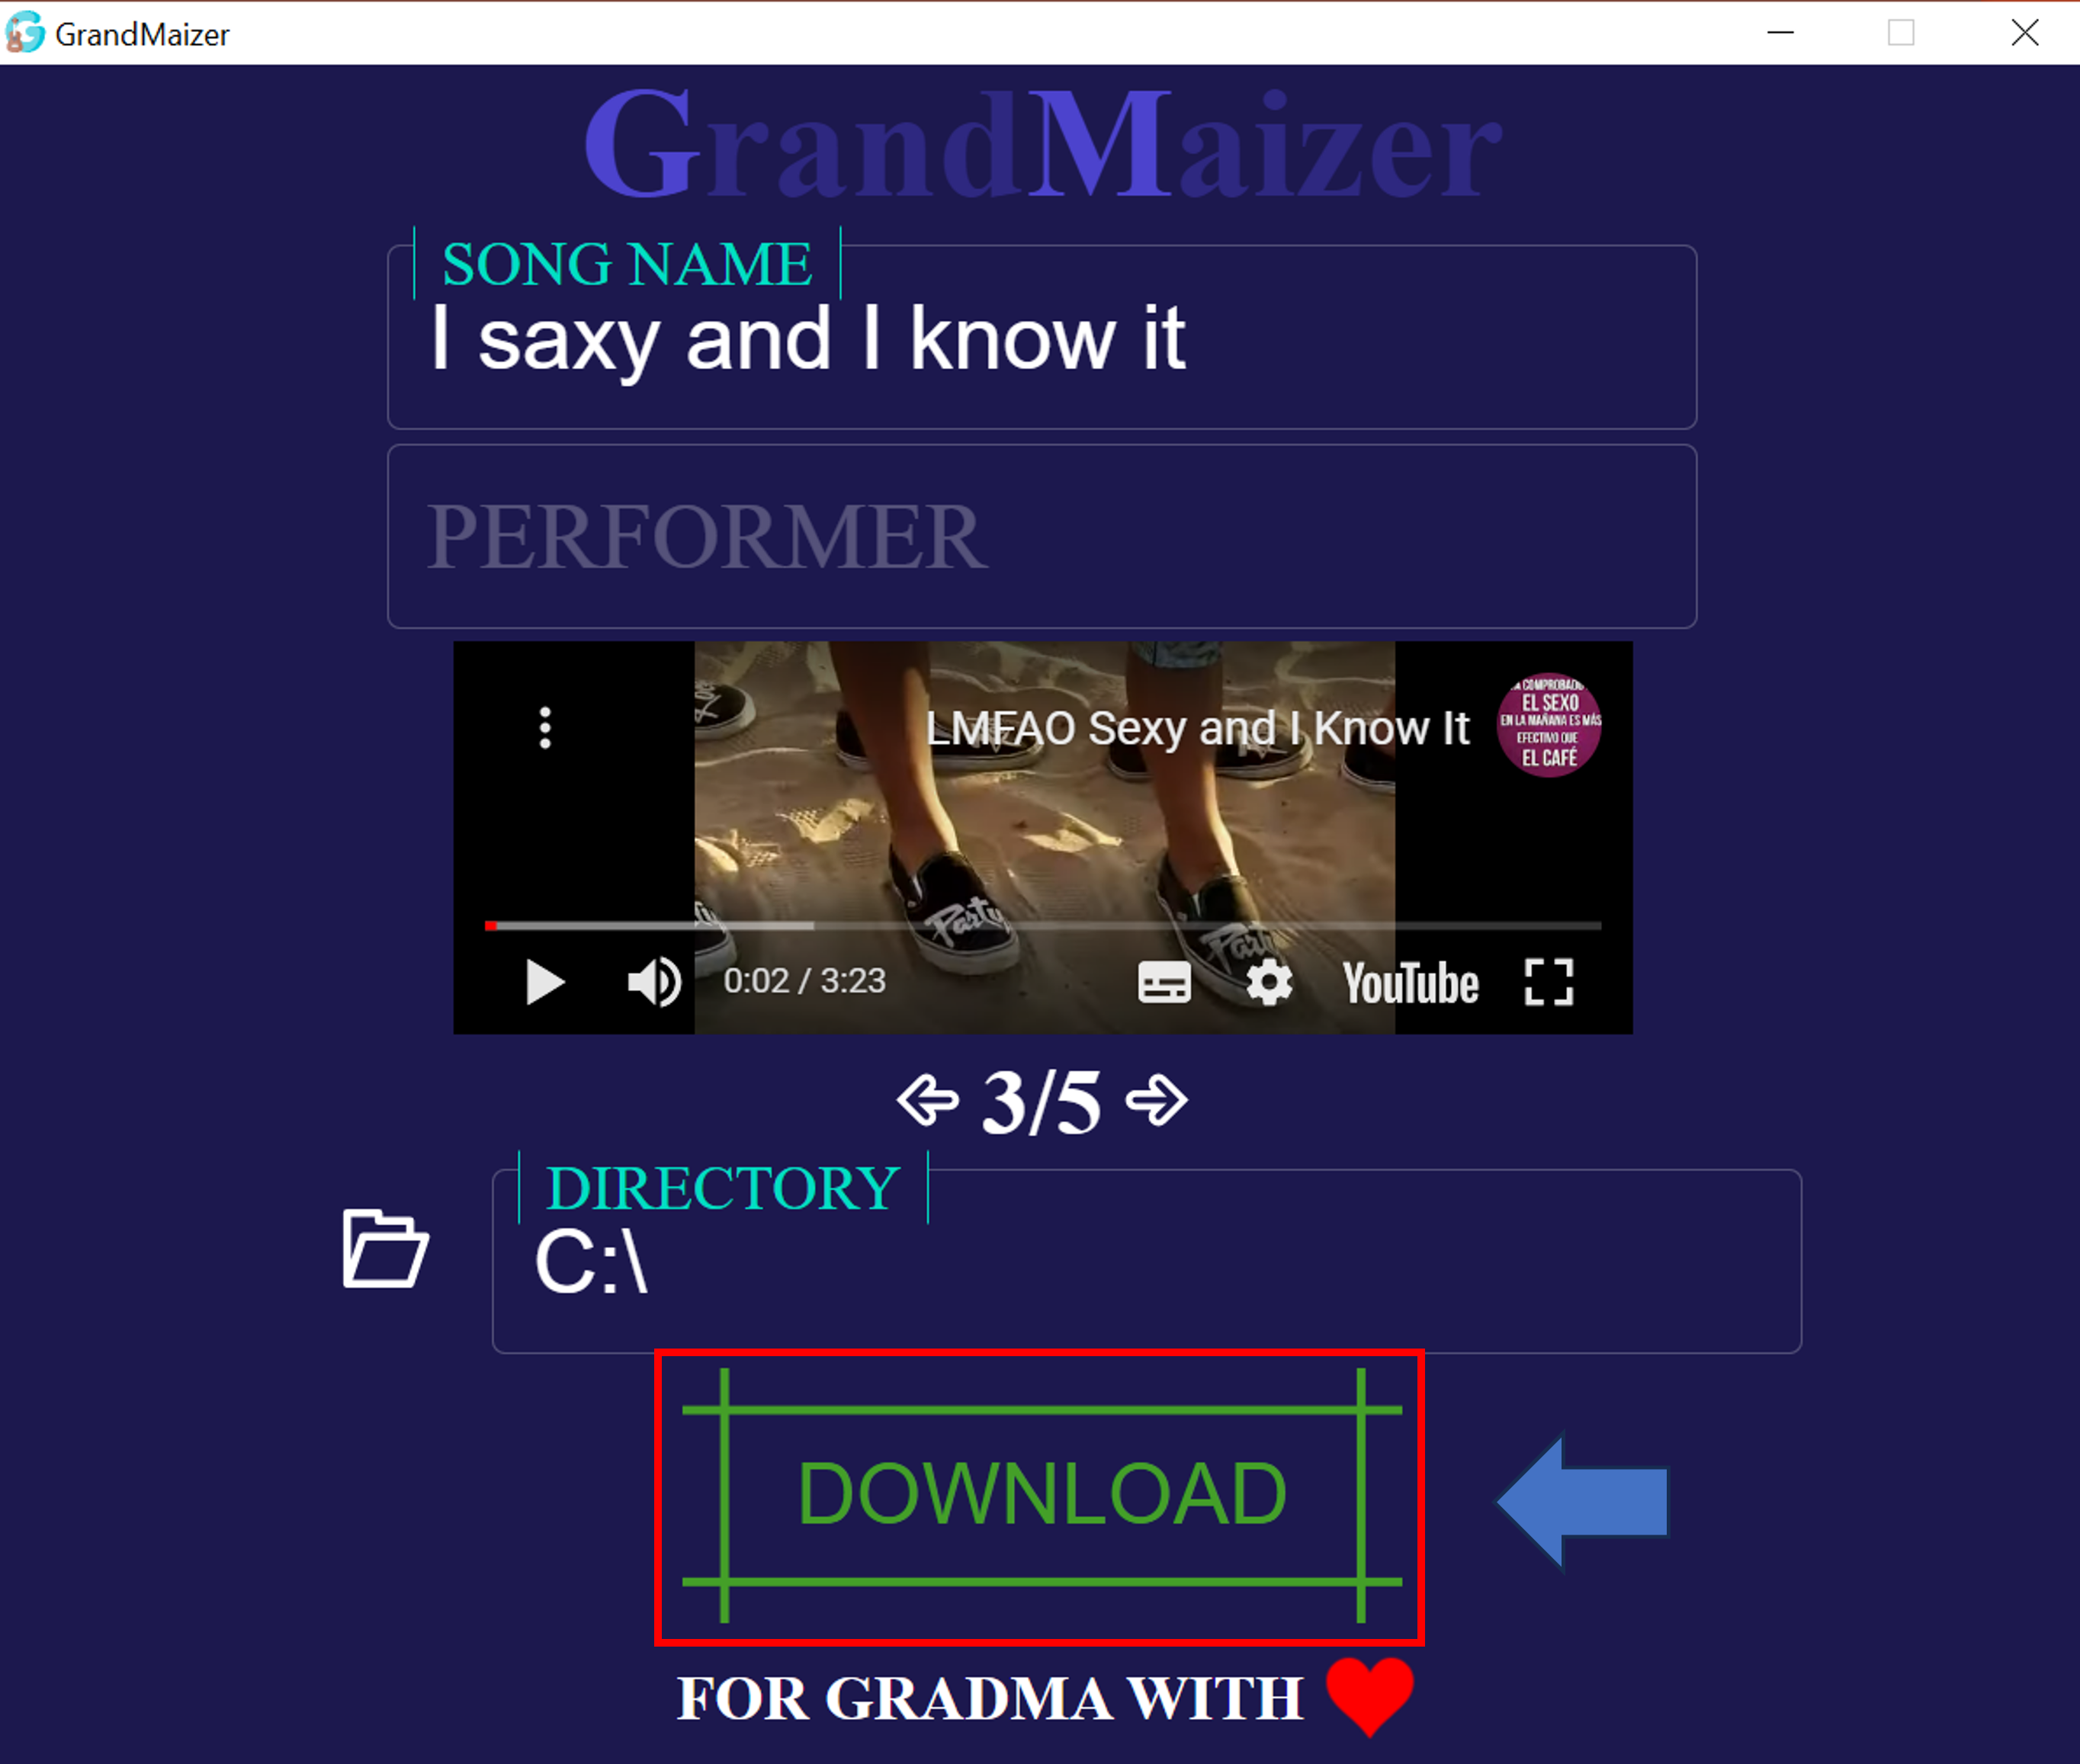 GrandMaizer
GrandMaizer
SONG NAME
I saxy and I know it
PERFORMER
LMFAO Sexy and I Know It
A COMPROBADO
EL SEXO
EN LA MAÑANA ES MÁS
EFECTIVO QUE
EL CAFÉ
Party
Party
0:02 / 3:23
YouTube
3/5
DIRECTORY
C:\
DOWNLOAD
FOR GRADMA WITH